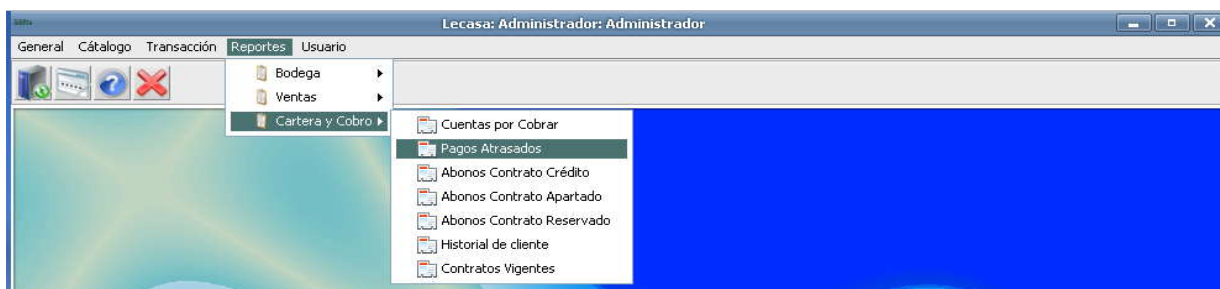 Lecasa: Administrador: Administrador
General Cátalogo Transacción Reportes Usuario
Bodega
Ventas
Cartera y Cobro
Cuentas por Cobrar
Pagos Atrasados
Abonos Contrato Crédito
Abonos Contrato Apartado
Abonos Contrato Reservado
Historial de cliente
Contratos Vigentes